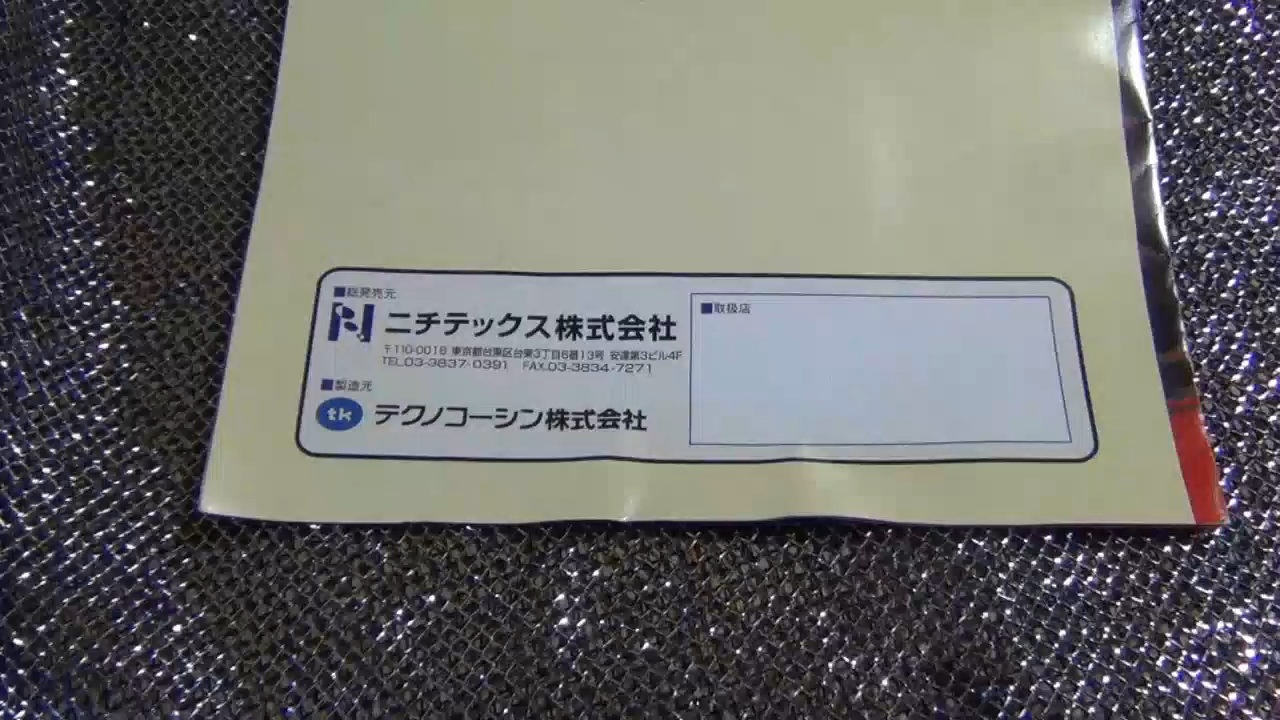 ■総発売元
ニチテックス株式会社
〒110-0016 東京都台東区台東3丁目6番13号 安達第3ビル4F
TEL.03-3837-0391 FAX.03-3834-7271
■製造元
tk テクノコーシン株式会社
■取扱店